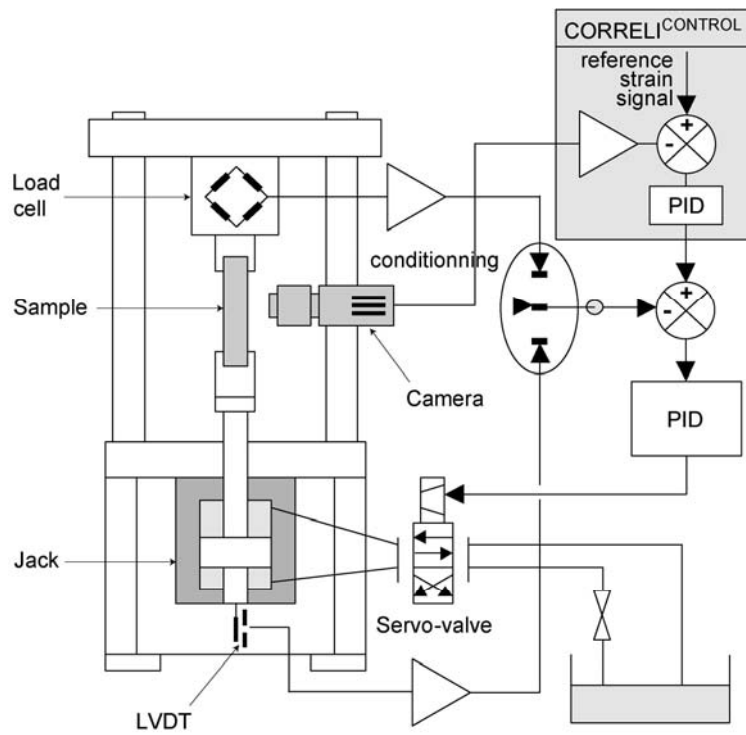 CORRELICONTROL
reference
strain
signal
+
-
PID
Load
cell
conditionning
Sample
+
-
Camera
PID
Jack
Servo-valve
LVDT